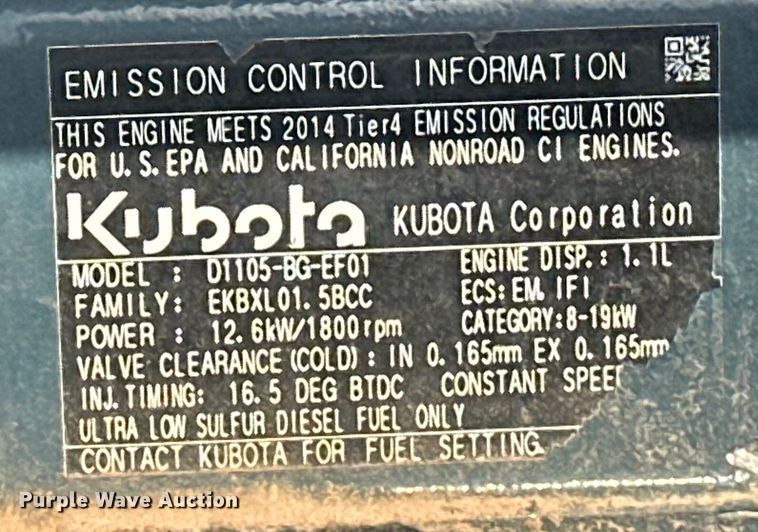 EMISSION CONTROL INFORMATION
THIS ENGINE MEETS 2014 Tier4 EMISSION REGULATIONS
FOR U.S.EPA AND CALIFORNIA NONROAD CI ENGINES.
Kubota KUBOTA Corporation
MODEL : D1105-BG-EF01 ENGINE DISP.: 1.1L
FAMILY: EKBXL01.5BCC ECS: EM, IFI
POWER : 12.6kW/1800rpm CATEGORY:8-19kW
VALVE CLEARANCE(COLD): IN 0.165mm EX 0.165mm
INJ.TIMING: 16.5 DEG BTDC CONSTANT SPEE
ULTRA LOW SULFUR DIESEL FUEL ONLY
CONTACT KUBOTA FOR FUEL SETTING.
Purple Wave Auction